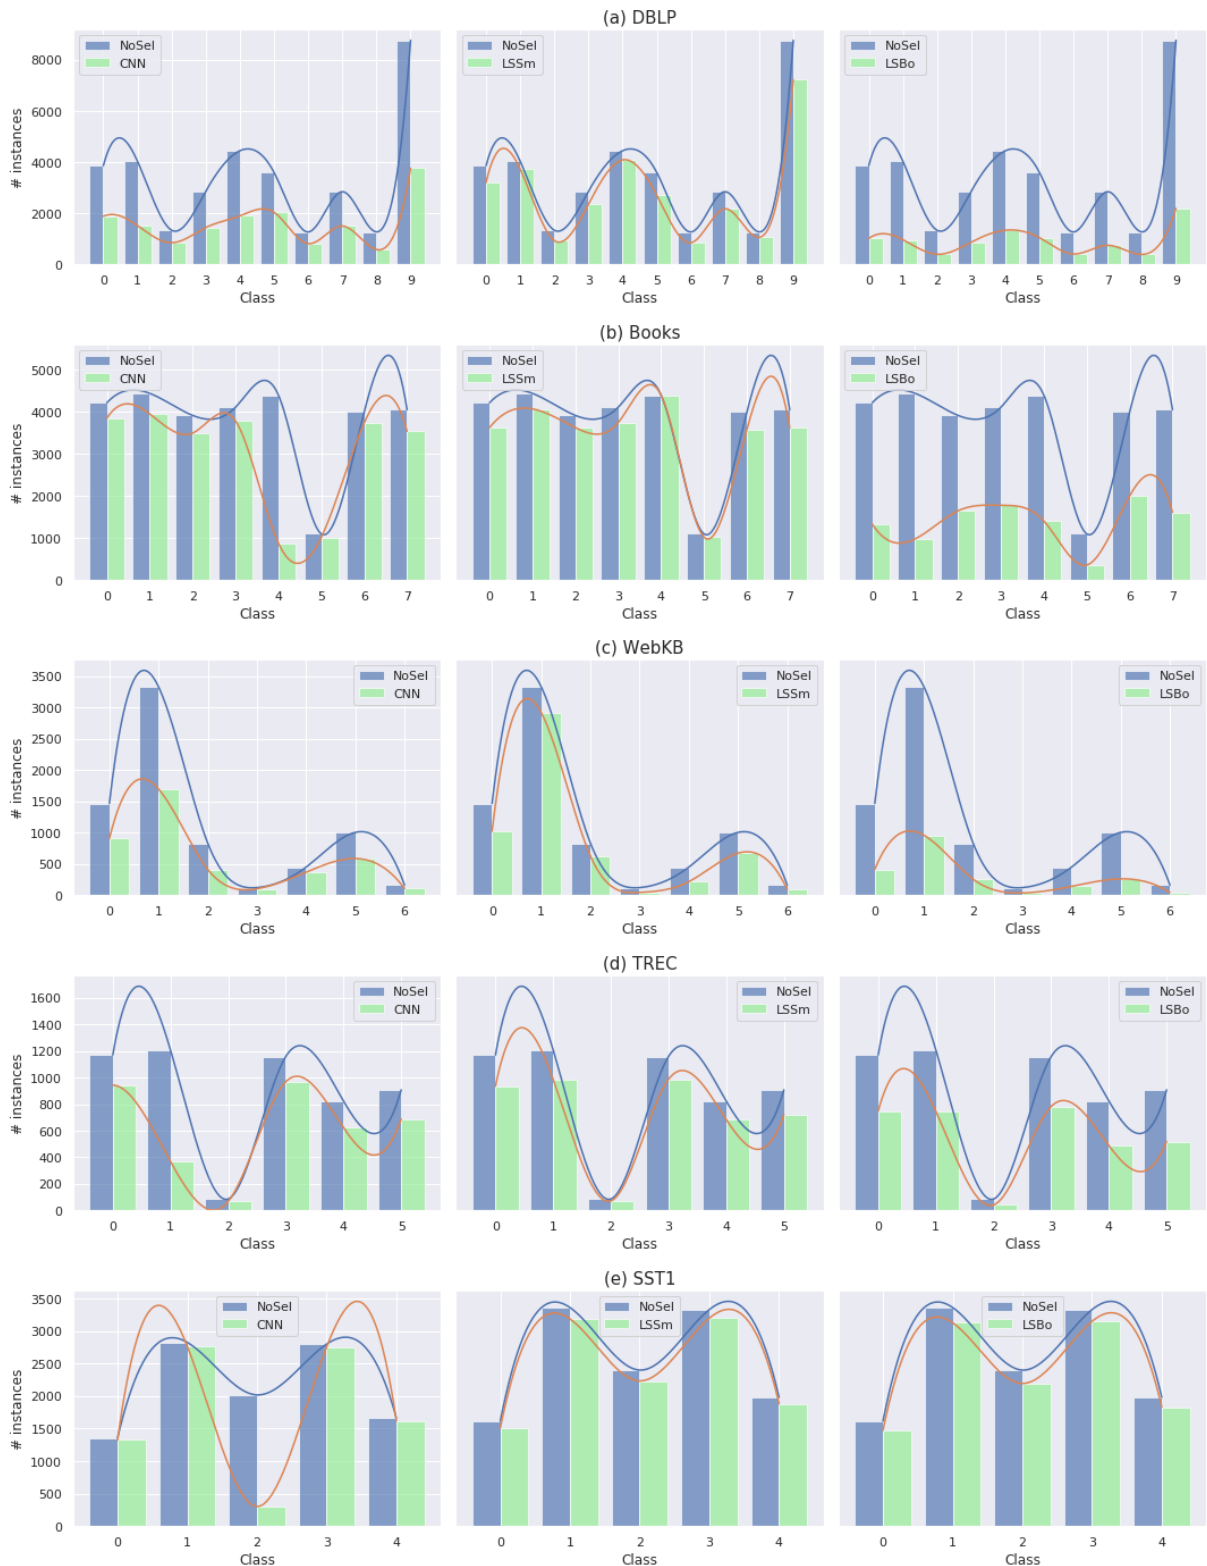 (a) DBLP
NoSel
CNN
NoSel
LSSm
NoSel
LSBo
# instances
8000
6000
4000
2000
0
0 1 2 3 4 5 6 7 8 9
0 1 2 3 4 5 6 7 8 9
0 1 2 3 4 5 6 7 8 9
Class
Class
Class
(b) Books
NoSel
CNN
NoSel
LSSm
NoSel
LSBo
# instances
5000
4000
3000
2000
1000
0
0 1 2 3 4 5 6 7
0 1 2 3 4 5 6 7
0 1 2 3 4 5 6 7
Class
Class
Class
(c) WebKB
NoSel
CNN
NoSel
LSSm
NoSel
LSBo
# instances
3500
3000
2500
2000
1500
1000
500
0
0 1 2 3 4 5 6
0 1 2 3 4 5 6
0 1 2 3 4 5 6
Class
Class
Class
(d) TREC
NoSel
CNN
NoSel
LSSm
NoSel
LSBo
# instances
1600
1400
1200
1000
800
600
400
200
0
0 1 2 3 4 5
0 1 2 3 4 5
0 1 2 3 4 5
Class
Class
Class
(e) SST1
NoSel
CNN
NoSel
LSSm
NoSel
LSBo
# instances
3500
3000
2500
2000
1500
1000
500
0
0 1 2 3 4
0 1 2 3 4
0 1 2 3 4
Class
Class
Class